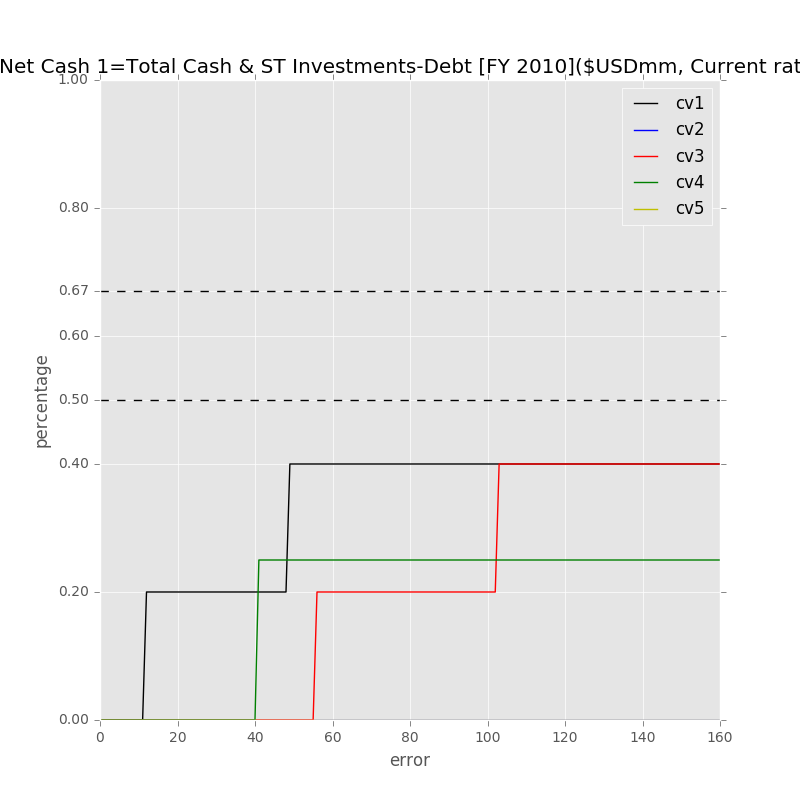 Net Cash 1=Total Cash & ST Investments-Debt [FY 2010]($USDmm, Current rat
1.00
0.80
0.67
0.60
0.50
0.40
0.20
0.00
percentage
cv1
cv2
cv3
cv4
cv5
0 20 40 60 80 100 120 140 160
error